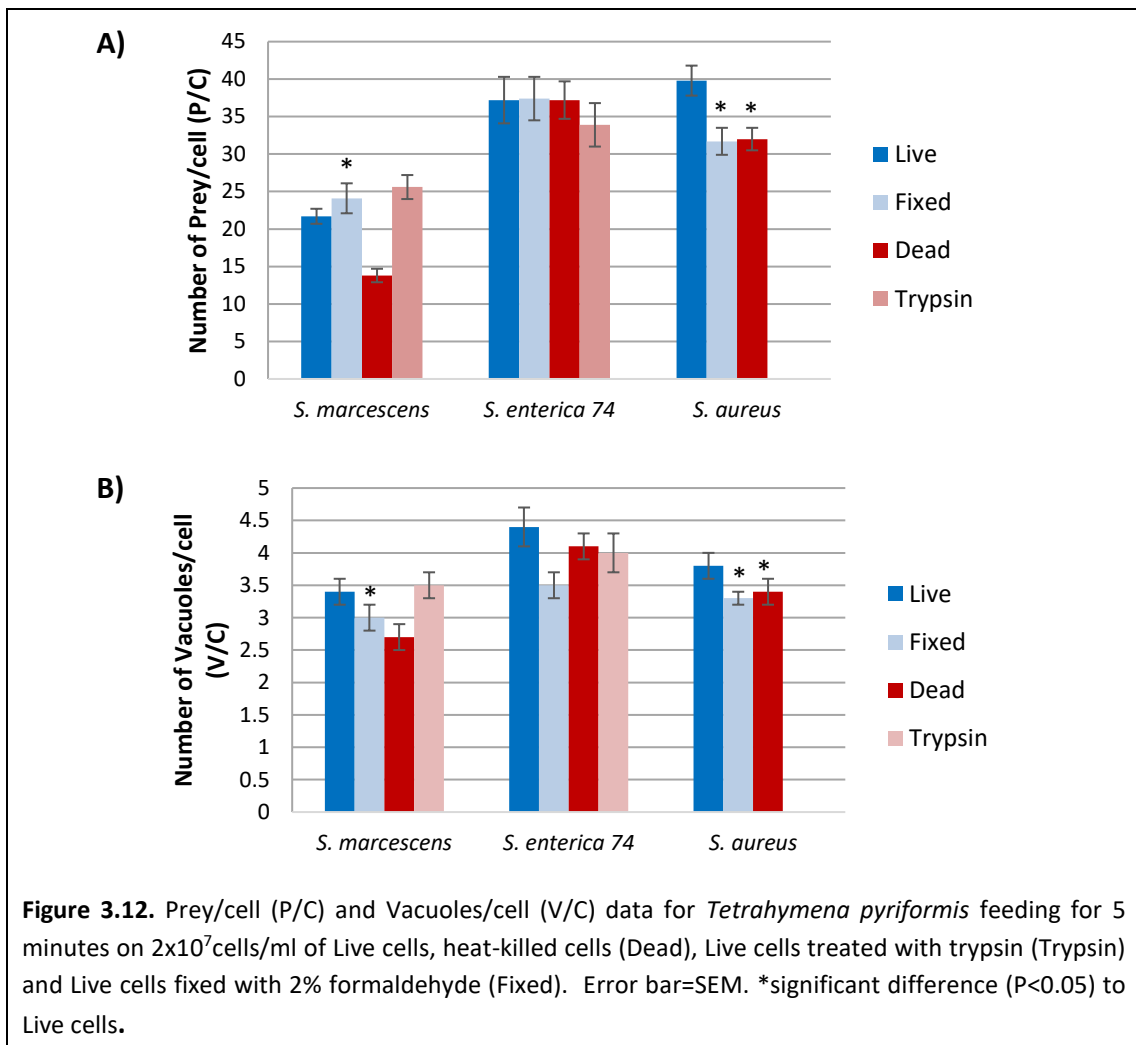 A)
Number of Prey/cell (P/C)
45
40
35
30
25
20
15
10
5
0
*
* *
S. marcescens S. enterica 74 S. aureus
Live
Fixed
Dead
Trypsin
B)
Number of Vacuoles/cell
(V/C)
5
4.5
4
3.5
3
2.5
2
1.5
1
0.5
0
*
* *
S. marcescens S. enterica 74 S. aureus
Live
Fixed
Dead
Trypsin
Figure 3.12. Prey/cell (P/C) and Vacuoles/cell (V/C) data for Tetrahymena pyriformis feeding for 5
minutes on 2x10⁷cells/ml of Live cells, heat-killed cells (Dead), Live cells treated with trypsin (Trypsin)
and Live cells fixed with 2% formaldehyde (Fixed). Error bar=SEM. *significant difference (P<0.05) to
Live cells.